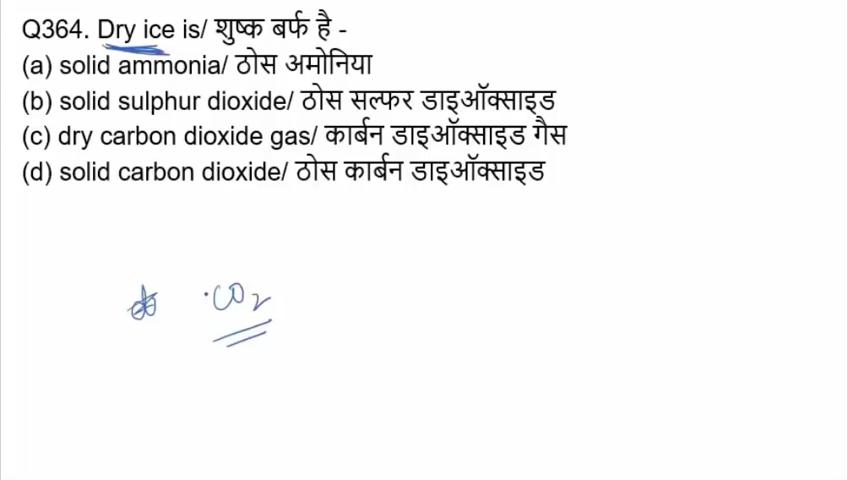 Q364. Dry ice is/ शुष्क बर्फ है -
(a) solid ammonia/ ठोस अमोनिया
(b) solid sulphur dioxide/ ठोस सल्फर डाइऑक्साइड
(c) dry carbon dioxide gas/ कार्बन डाइऑक्साइड गैस
(d) solid carbon dioxide/ ठोस कार्बन डाइऑक्साइड
CO₂